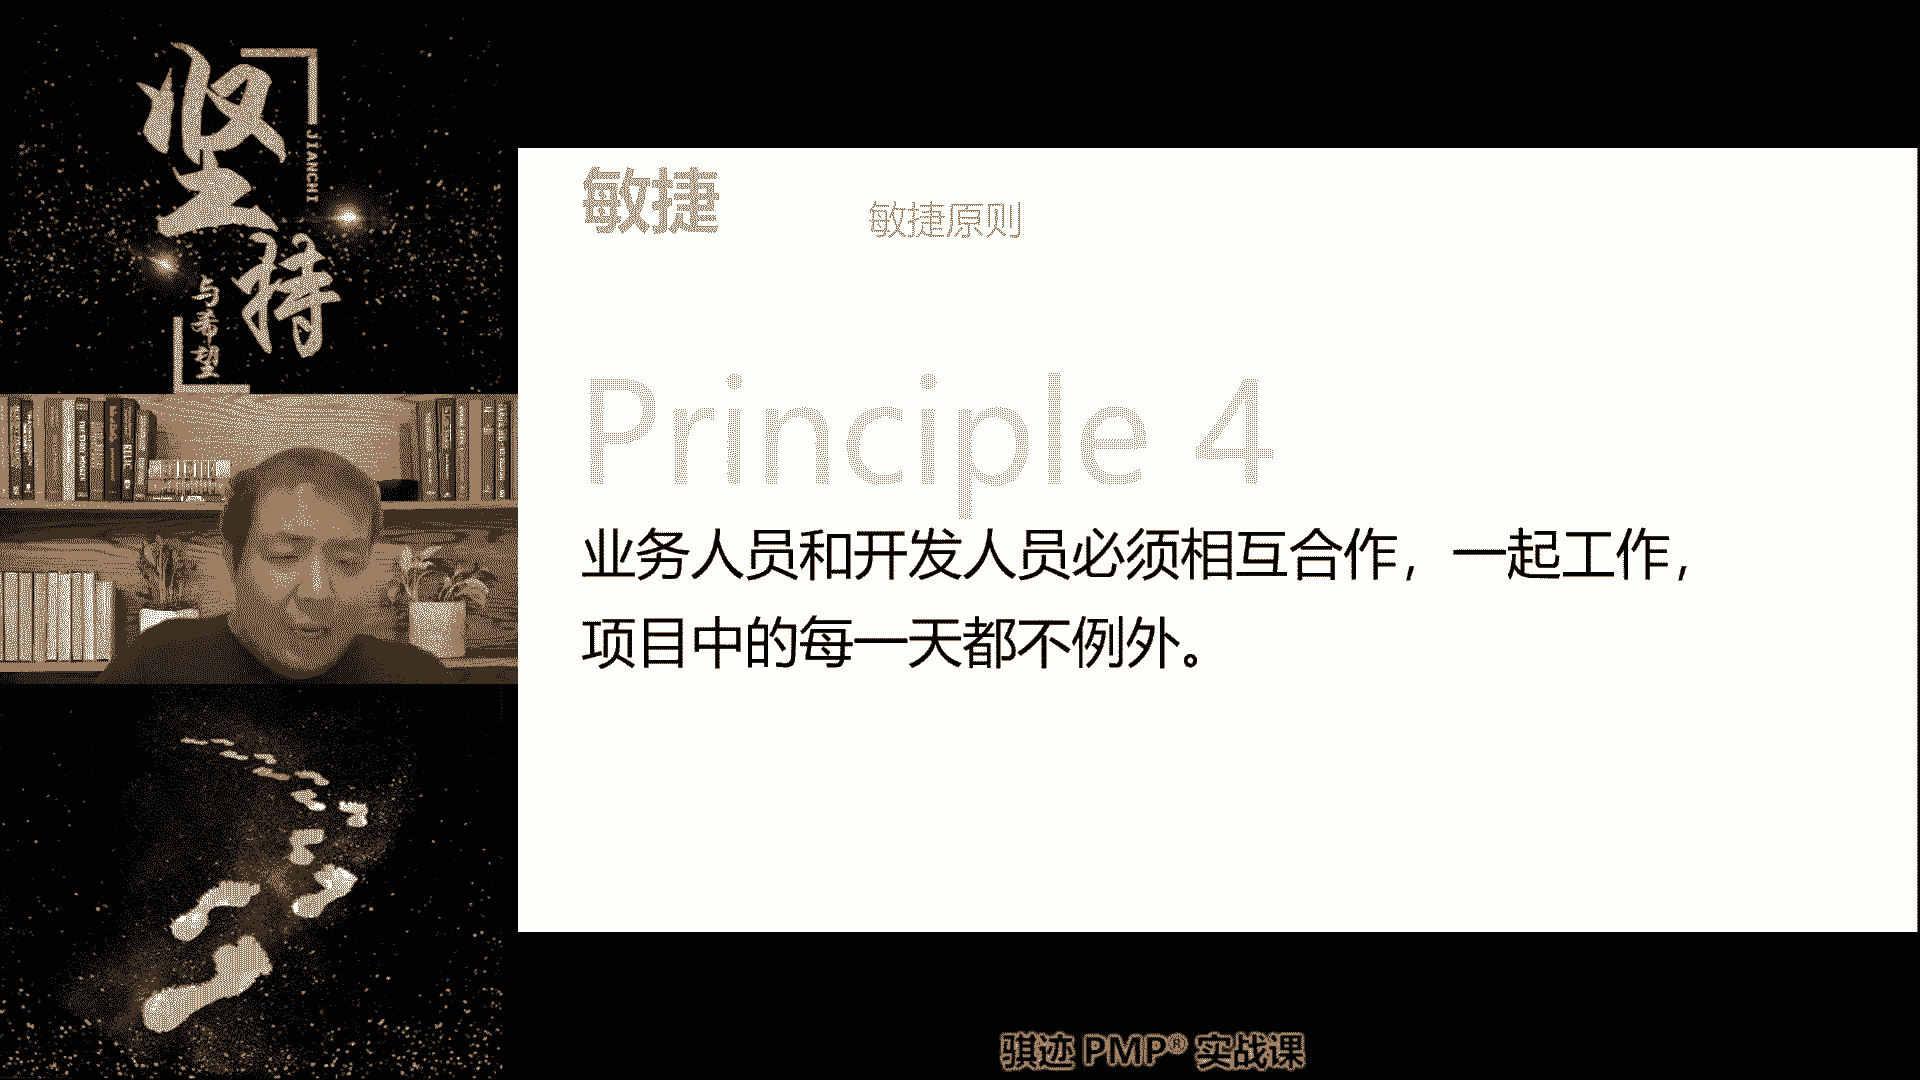 坚持
JIANCHI
与希望
敏捷
敏捷原则
Principle 4
业务人员和开发人员必须相互合作，一起工作，
项目中的每一天都不例外。
骐迹 PMP® 实战课